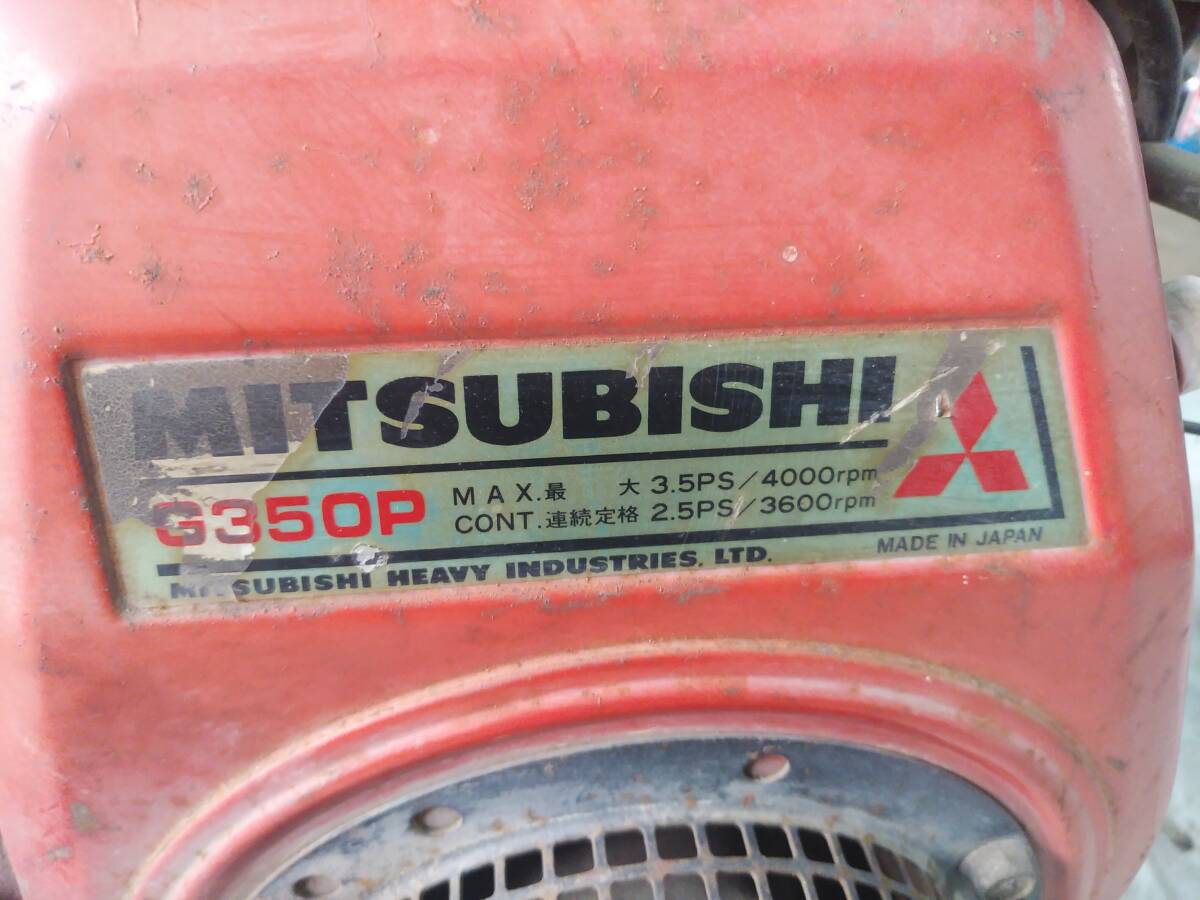 MITSUBISHI
G350P
MAX.最 大 3.5PS/4000rpm
CONT.連続定格 2.5PS/3600rpm
MITSUBISHI HEAVY INDUSTRIES, LTD.
MADE IN JAPAN